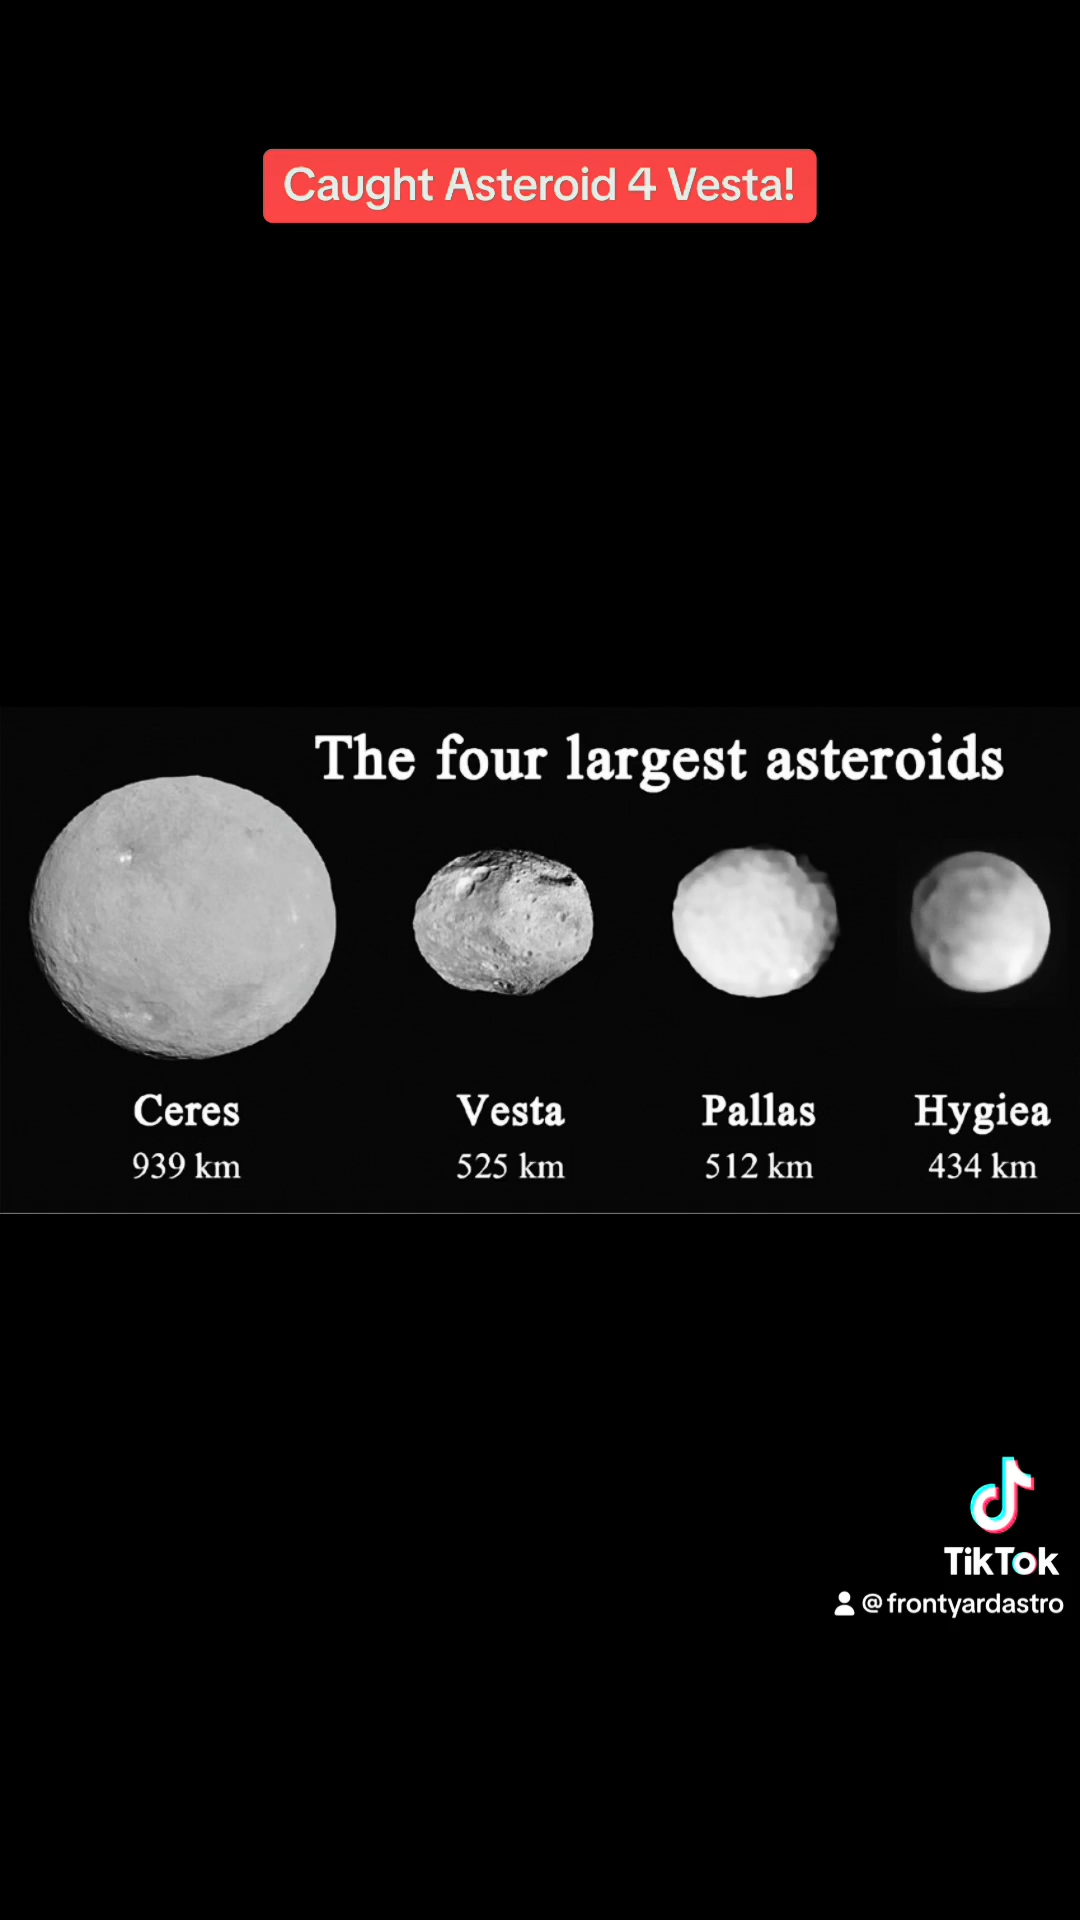 Caught Asteroid 4 Vesta!
The four largest asteroids
Ceres Vesta Pallas Hygiea
939 km 525 km 512 km 434 km
TikTok
@frontyardastro